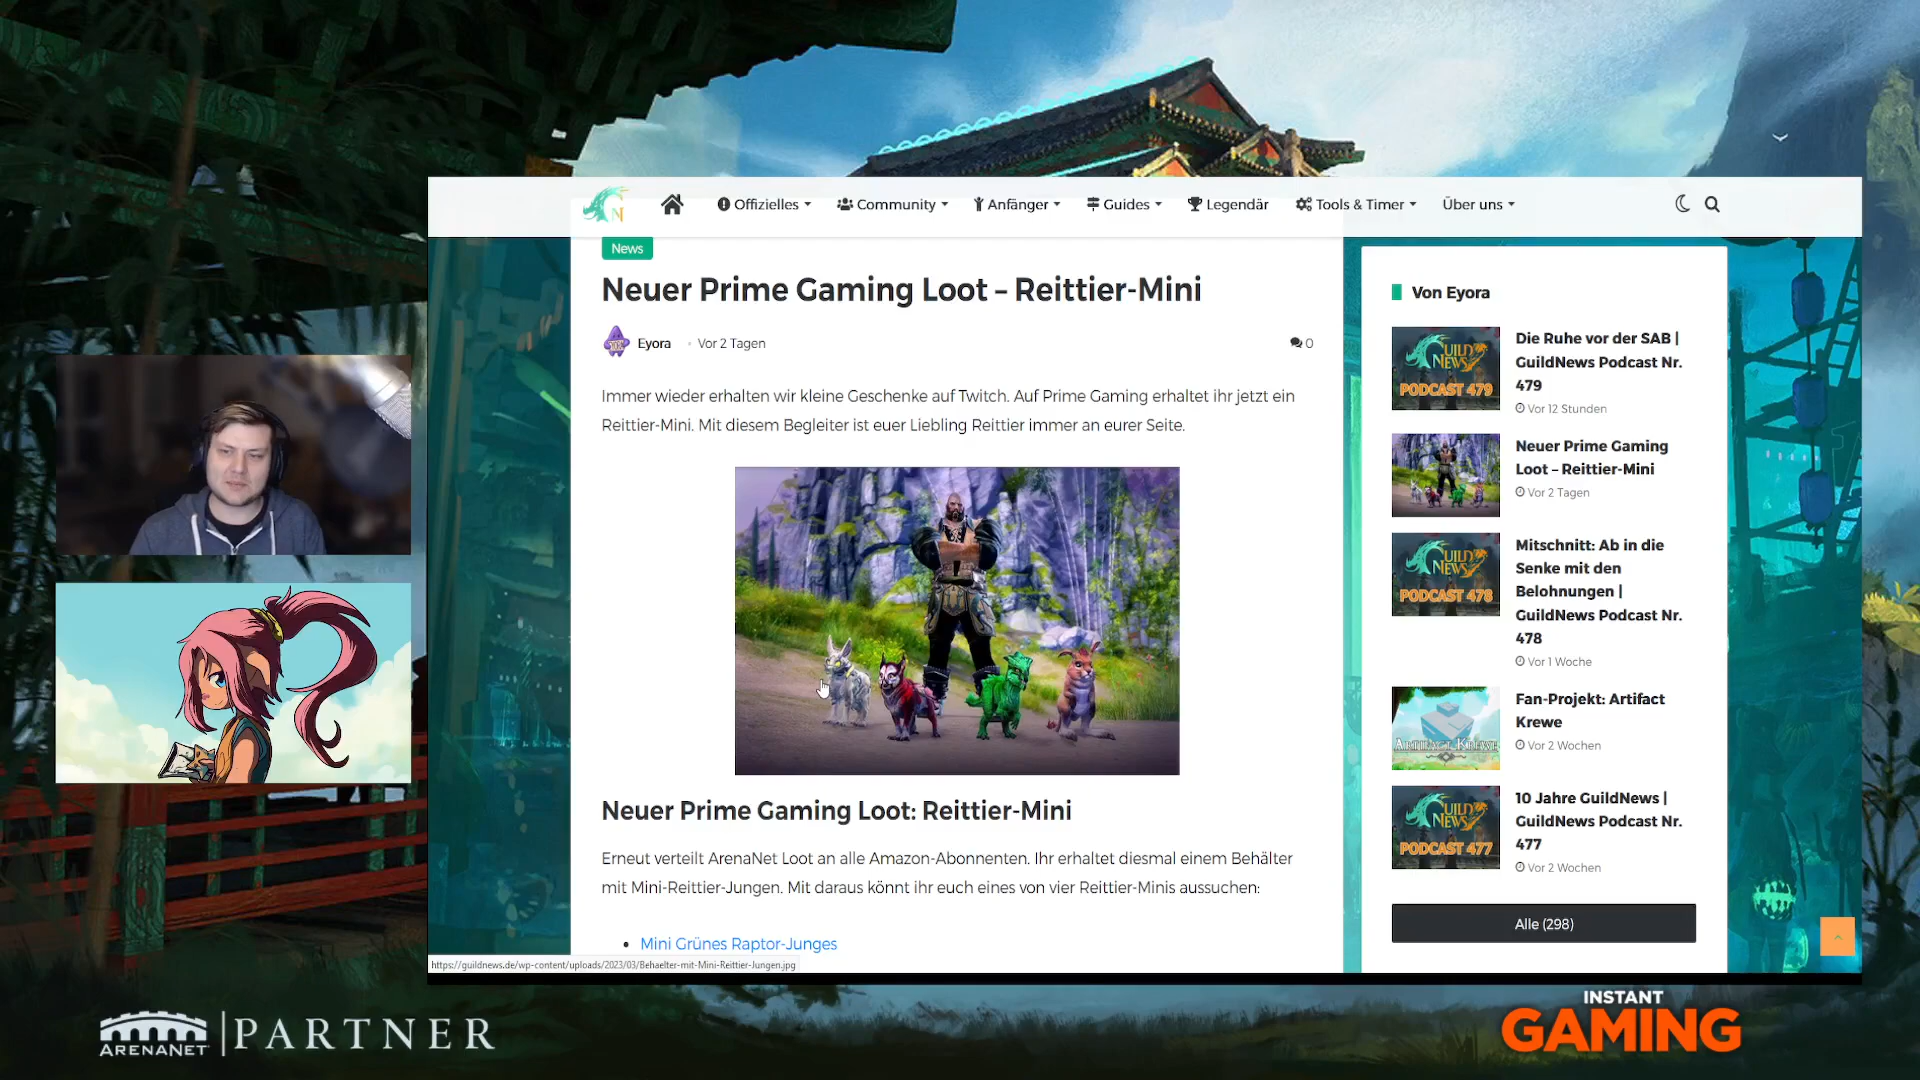 Offizielles
Community
Anfänger
Guides
Legendär
Tools & Timer
Über uns
News
Neuer Prime Gaming Loot – Reittier-Mini
Eyora
Vor 2 Tagen
0
Immer wieder erhalten wir kleine Geschenke auf Twitch. Auf Prime Gaming erhaltet ihr jetzt ein
Reittier-Mini. Mit diesem Begleiter ist euer Liebling Reittier immer an eurer Seite.
Neuer Prime Gaming Loot: Reittier-Mini
Erneut verteilt ArenaNet Loot an alle Amazon-Abonnenten. Ihr erhaltet diesmal einem Behälter
mit Mini-Reittier-Jungen. Mit daraus könnt ihr euch eines von vier Reittier-Minis aussuchen:
• Mini Grünes Raptor-Junges
https://guildnews.de/wp-content/uploads/2023/03/Behaelter-mit-Mini-Reittier-Jungen.jpg
Von Eyora
GUILD
NEWS
PODCAST 479
Die Ruhe vor der SAB |
GuildNews Podcast Nr.
479
Vor 12 Stunden
Neuer Prime Gaming
Loot – Reittier-Mini
Vor 2 Tagen
GUILD
NEWS
PODCAST 478
Mitschnitt: Ab in die
Senke mit den
Belohnungen |
GuildNews Podcast Nr.
478
Vor 1 Woche
ARTIFACT KREWE
Fan-Projekt: Artifact
Krewe
Vor 2 Wochen
GUILD
NEWS
PODCAST 477
10 Jahre GuildNews |
GuildNews Podcast Nr.
477
Vor 2 Wochen
Alle (298)
ARENANET
PARTNER
INSTANT
GAMING